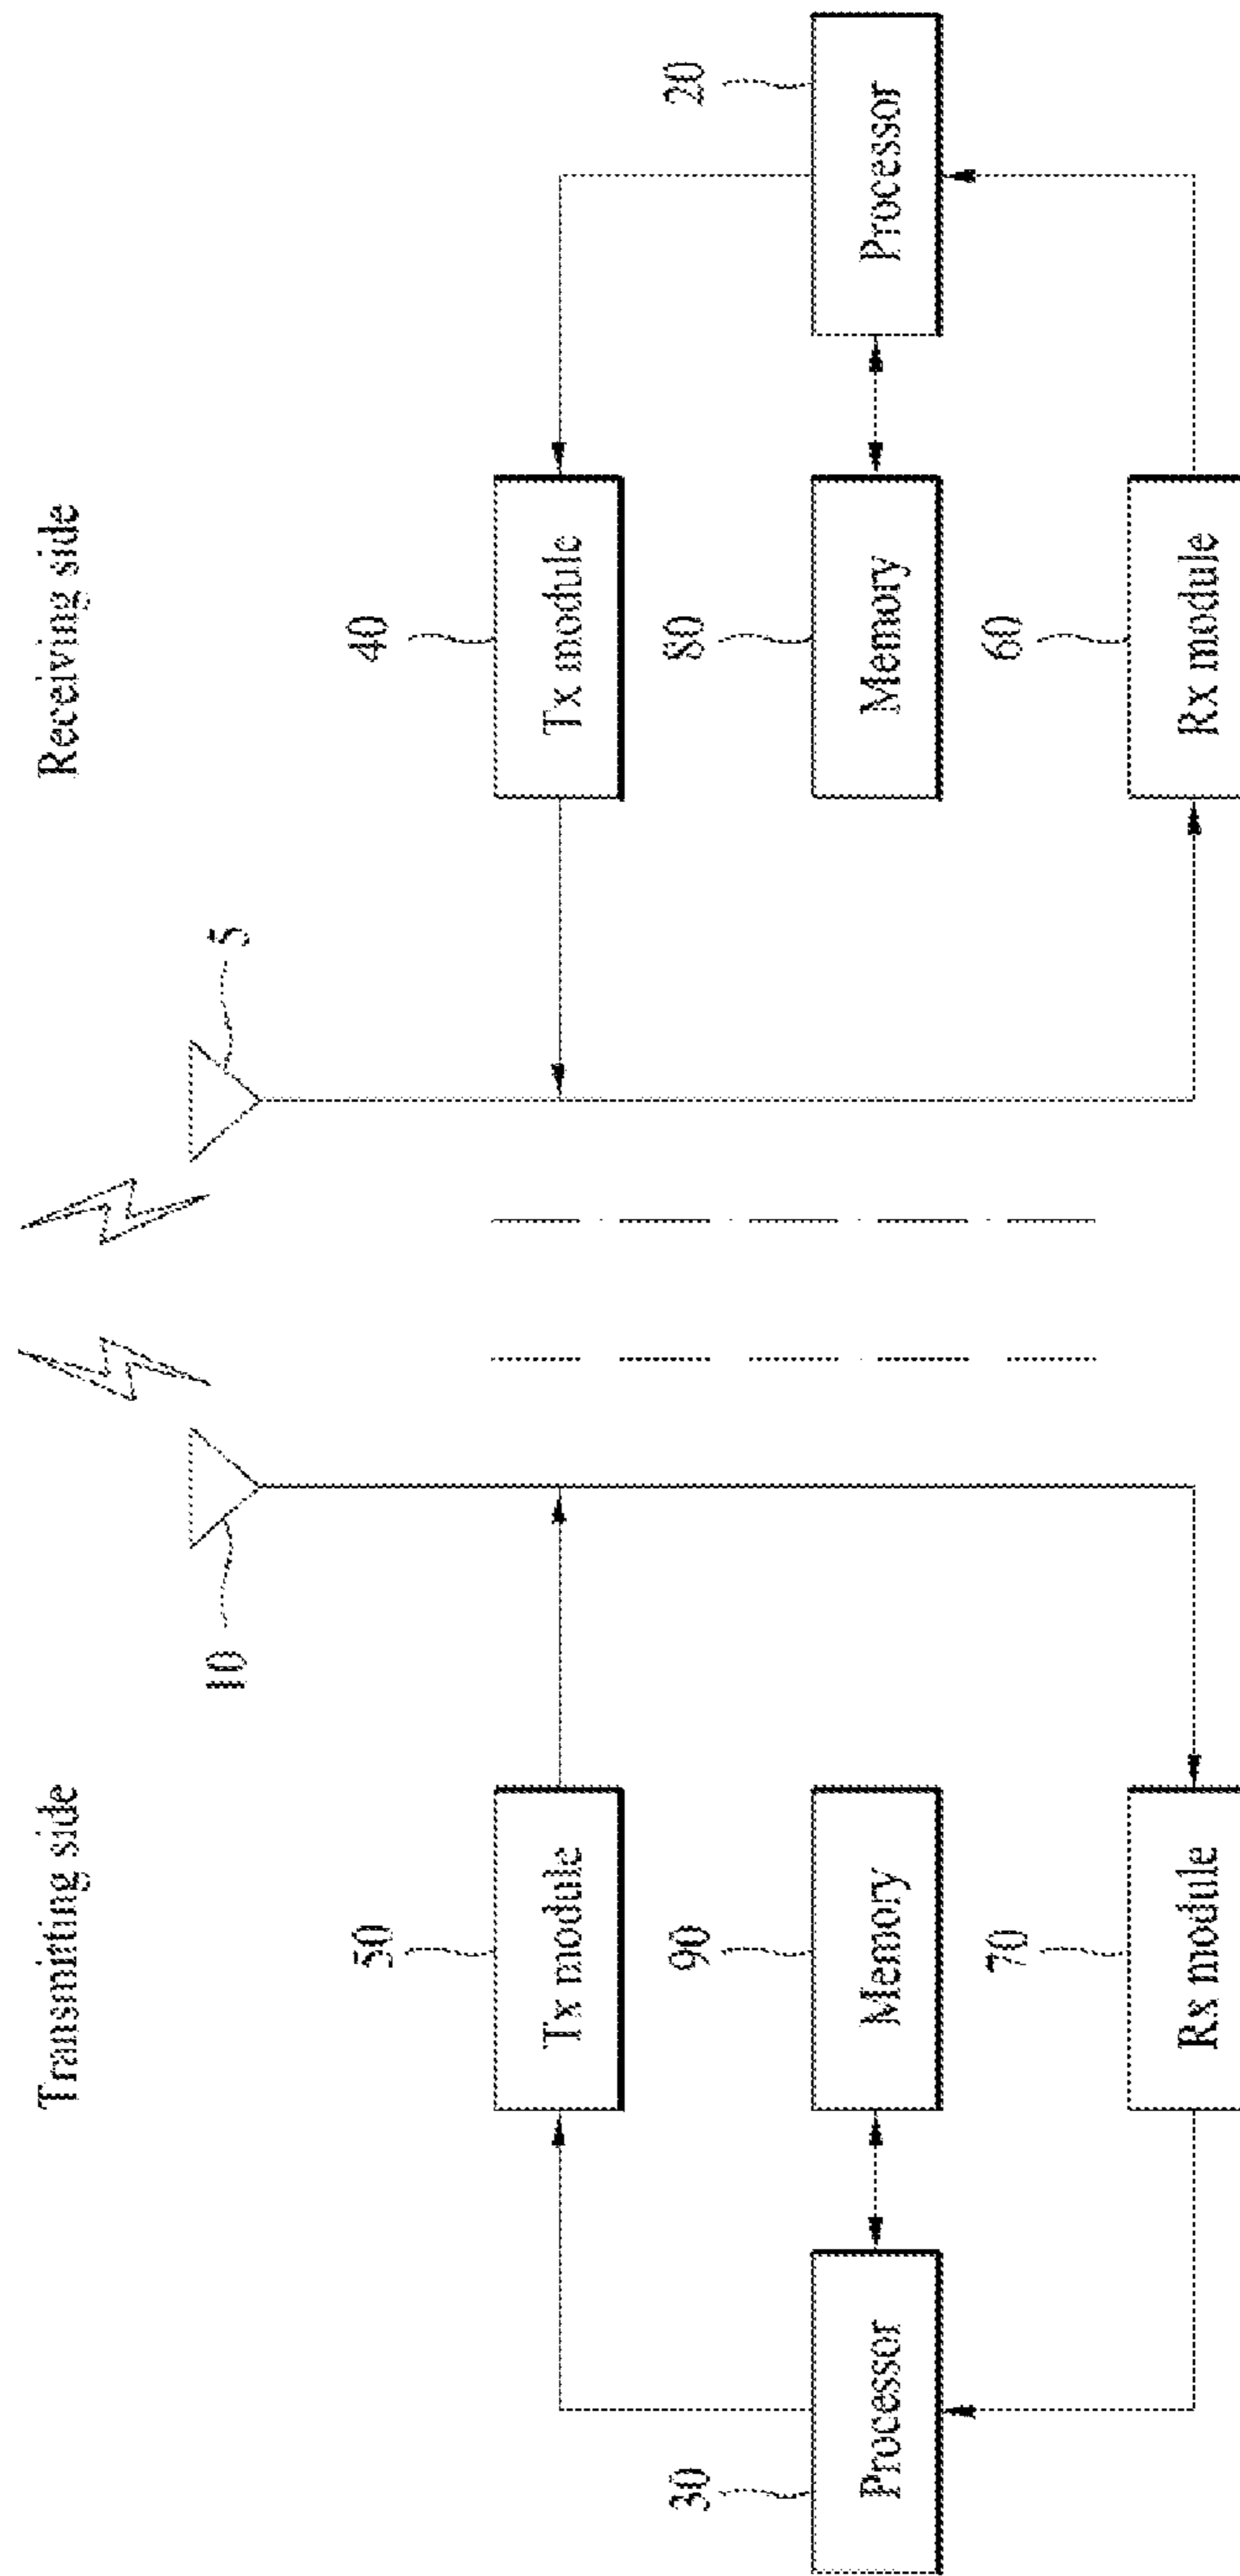 Transmitting side
Receiving side
10
5
50
Tx module
40
Tx module
30
Processor
90
Memory
80
Memory
20
Processor
70
Rx module
60
Rx module